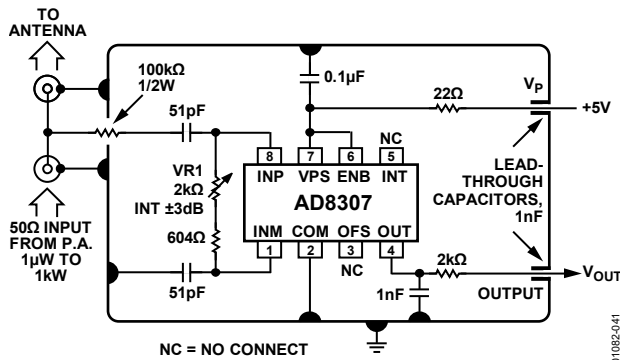 TO
ANTENNA
100kΩ
1/2W
51pF
0.1µF
22Ω
VP
+5V
NC
8
7
6
5
INP
VPS
ENB
INT
VR1
2kΩ
INT ±3dB
AD8307
LEAD-
THROUGH
CAPACITORS,
1nF
50Ω INPUT
FROM P.A.
1µW TO
1kW
604Ω
INM
COM
OFS
OUT
1
2
3
4
NC
51pF
1nF
2kΩ
VOUT
OUTPUT
NC = NO CONNECT
01082-041